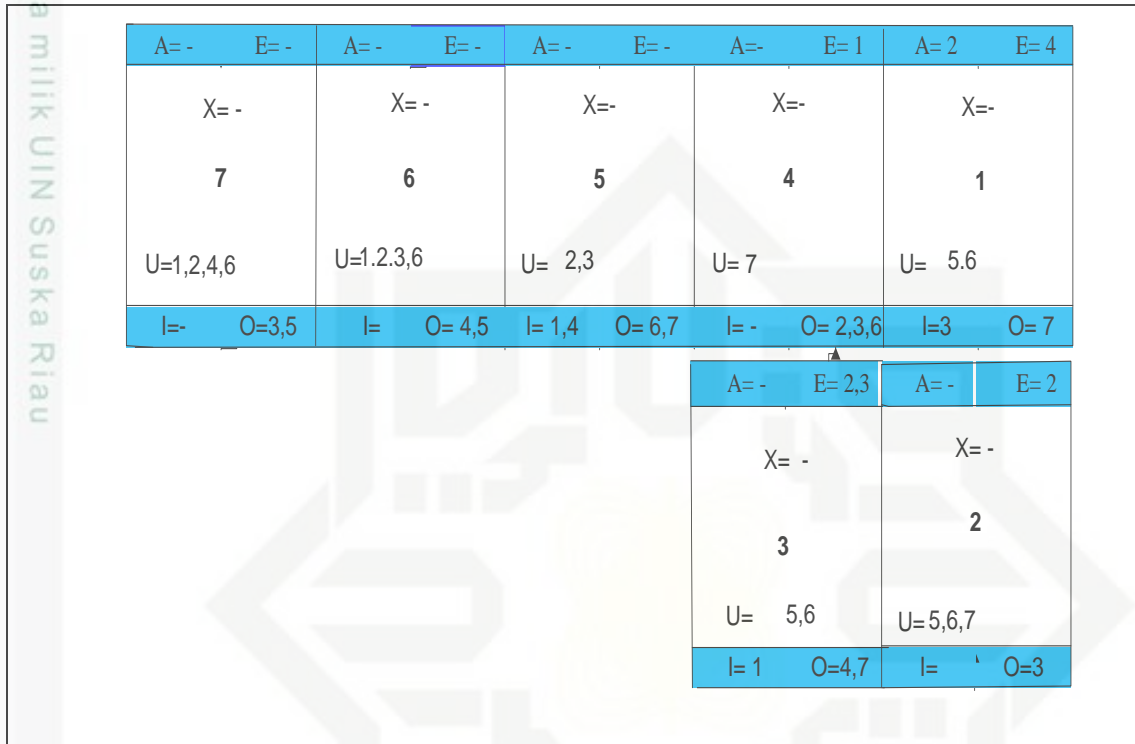 a milik UIN Suska Riau
A= - E= - A= - E= - A= - E= - A=- E= 1 A= 2 E= 4
X= - X= - X=- X=- X=-
7 6 5 4 1
U=1,2,4,6 U=1.2.3,6 U= 2,3 U= 7 U= 5.6
I=- O=3,5 I= O= 4,5 I= 1,4 O= 6,7 I= - O= 2,3,6 I=3 O= 7
A= - E= 2,3 A= - E= 2
X= - X= -
3 2
U= 5,6 U= 5,6,7
I= 1 O=4,7 I= O=3